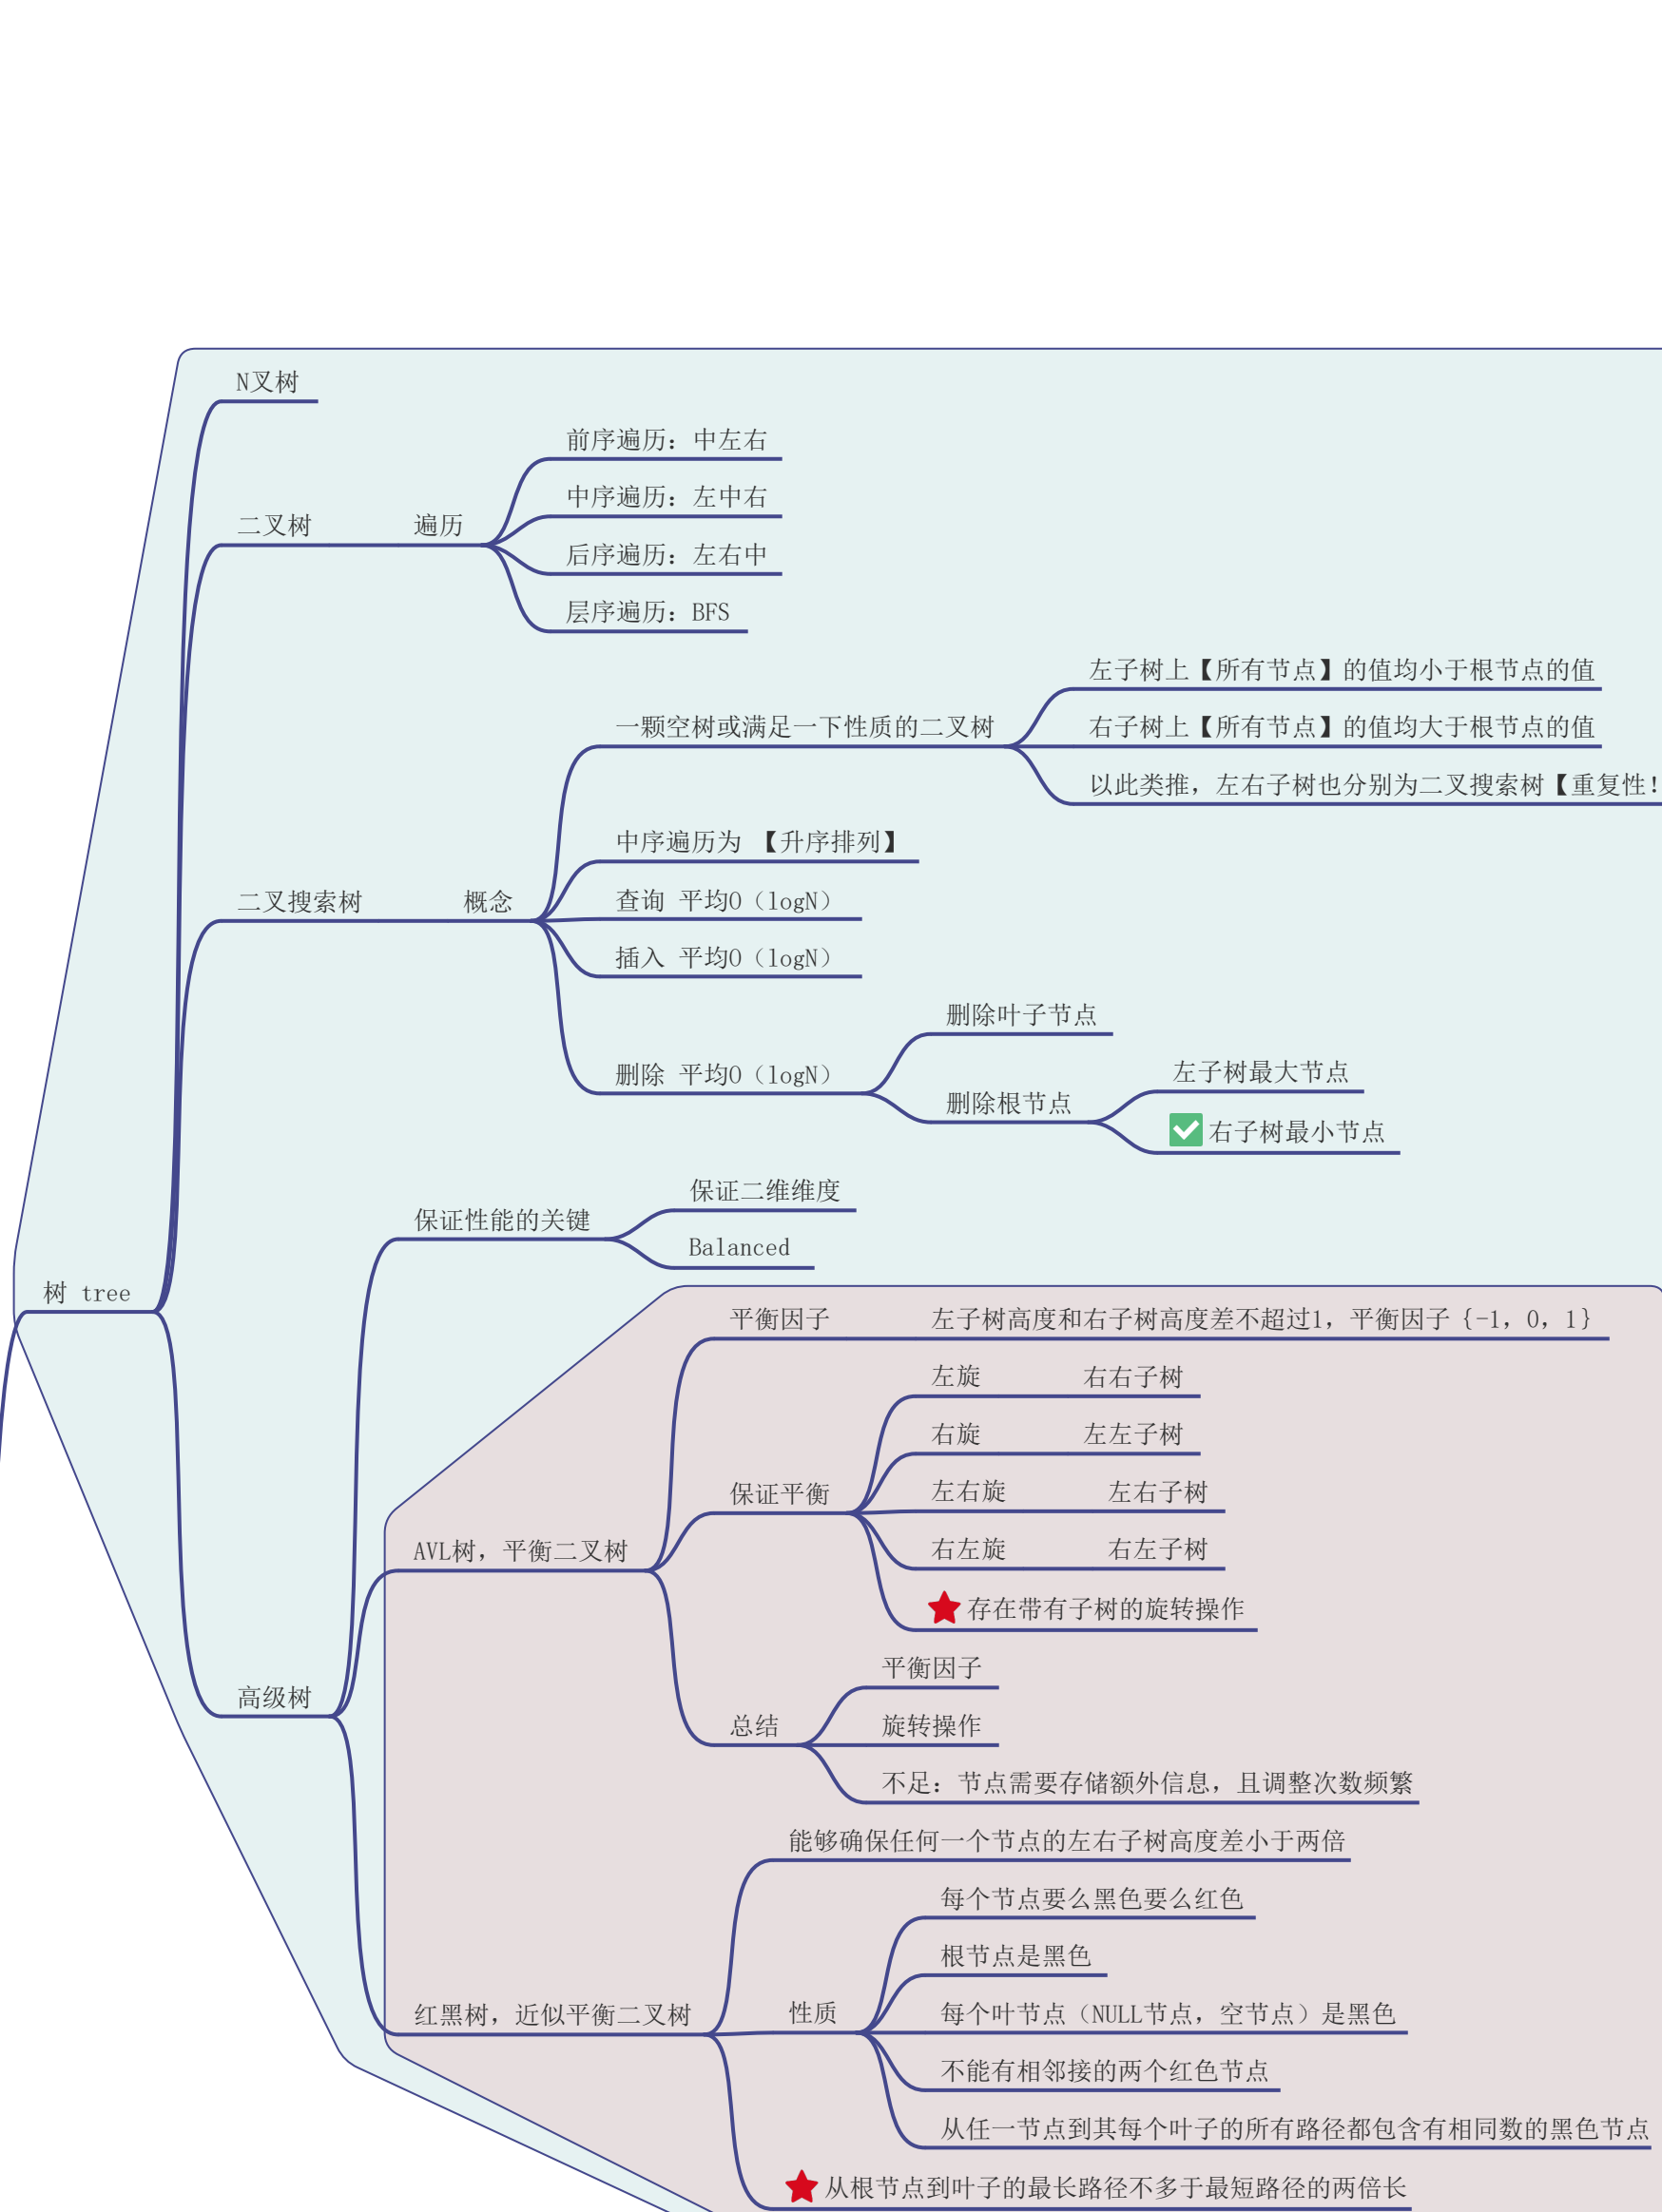 N叉树
前序遍历：中左右
中序遍历：左中右
二叉树
遍历
后序遍历：左右中
层序遍历：BFS
左子树上【所有节点】的值均小于根节点的值
一颗空树或满足一下性质的二叉树
右子树上【所有节点】的值均大于根节点的值
以此类推，左右子树也分别为二叉搜索树【重复性！
中序遍历为 【升序排列】
二叉搜索树
概念
查询 平均O（logN）
插入 平均O（logN）
删除叶子节点
删除 平均O（logN）
左子树最大节点
删除根节点
右子树最小节点
保证二维维度
保证性能的关键
Balanced
树 tree
平衡因子
左子树高度和右子树高度差不超过1，平衡因子｛-1，0，1｝
左旋
右右子树
右旋
左左子树
保证平衡
左右旋
左右子树
AVL树，平衡二叉树
右左旋
右左子树
存在带有子树的旋转操作
平衡因子
高级树
总结
旋转操作
不足：节点需要存储额外信息，且调整次数频繁
能够确保任何一个节点的左右子树高度差小于两倍
每个节点要么黑色要么红色
根节点是黑色
红黑树，近似平衡二叉树
性质
每个叶节点（NULL节点，空节点）是黑色
不能有相邻接的两个红色节点
从任一节点到其每个叶子的所有路径都包含有相同数的黑色节点
从根节点到叶子的最长路径不多于最短路径的两倍长